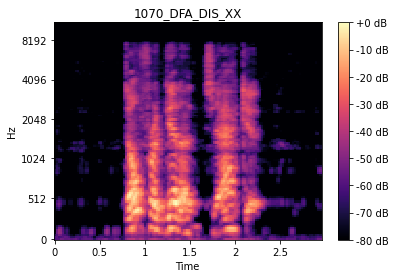 1070_DFA_DIS_XX
8192
4096
2048
1024
512
0
Hz
0
0.5
1
1.5
2
2.5
Time
+0 dB
-10 dB
-20 dB
-30 dB
-40 dB
-50 dB
-60 dB
-70 dB
-80 dB